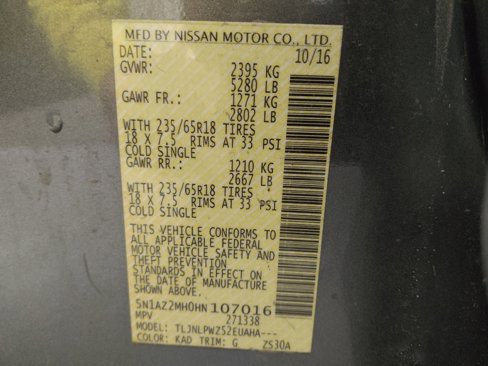 MFD BY NISSAN MOTOR CO., LTD.
DATE: 10/16
GVWR: 2395 KG
5280 LB
GAWR FR.: 1271 KG
2802 LB
WITH 235/65R18 TIRES
18 X 7.5 RIMS AT 33 PSI
COLD SINGLE
GAWR RR.: 1210 KG
2667 LB
WITH 235/65R18 TIRES
18 X 7.5 RIMS AT 33 PSI
COLD SINGLE
THIS VEHICLE CONFORMS TO
ALL APPLICABLE FEDERAL
MOTOR VEHICLE SAFETY AND
THEFT PREVENTION
STANDARDS IN EFFECT ON
THE DATE OF MANUFACTURE
SHOWN ABOVE.
5N1AZ2MH0HN107016
MPV 271338
MODEL: TLJNLPWZ52EUAHA---
COLOR: KAD TRIM: G ZS30A